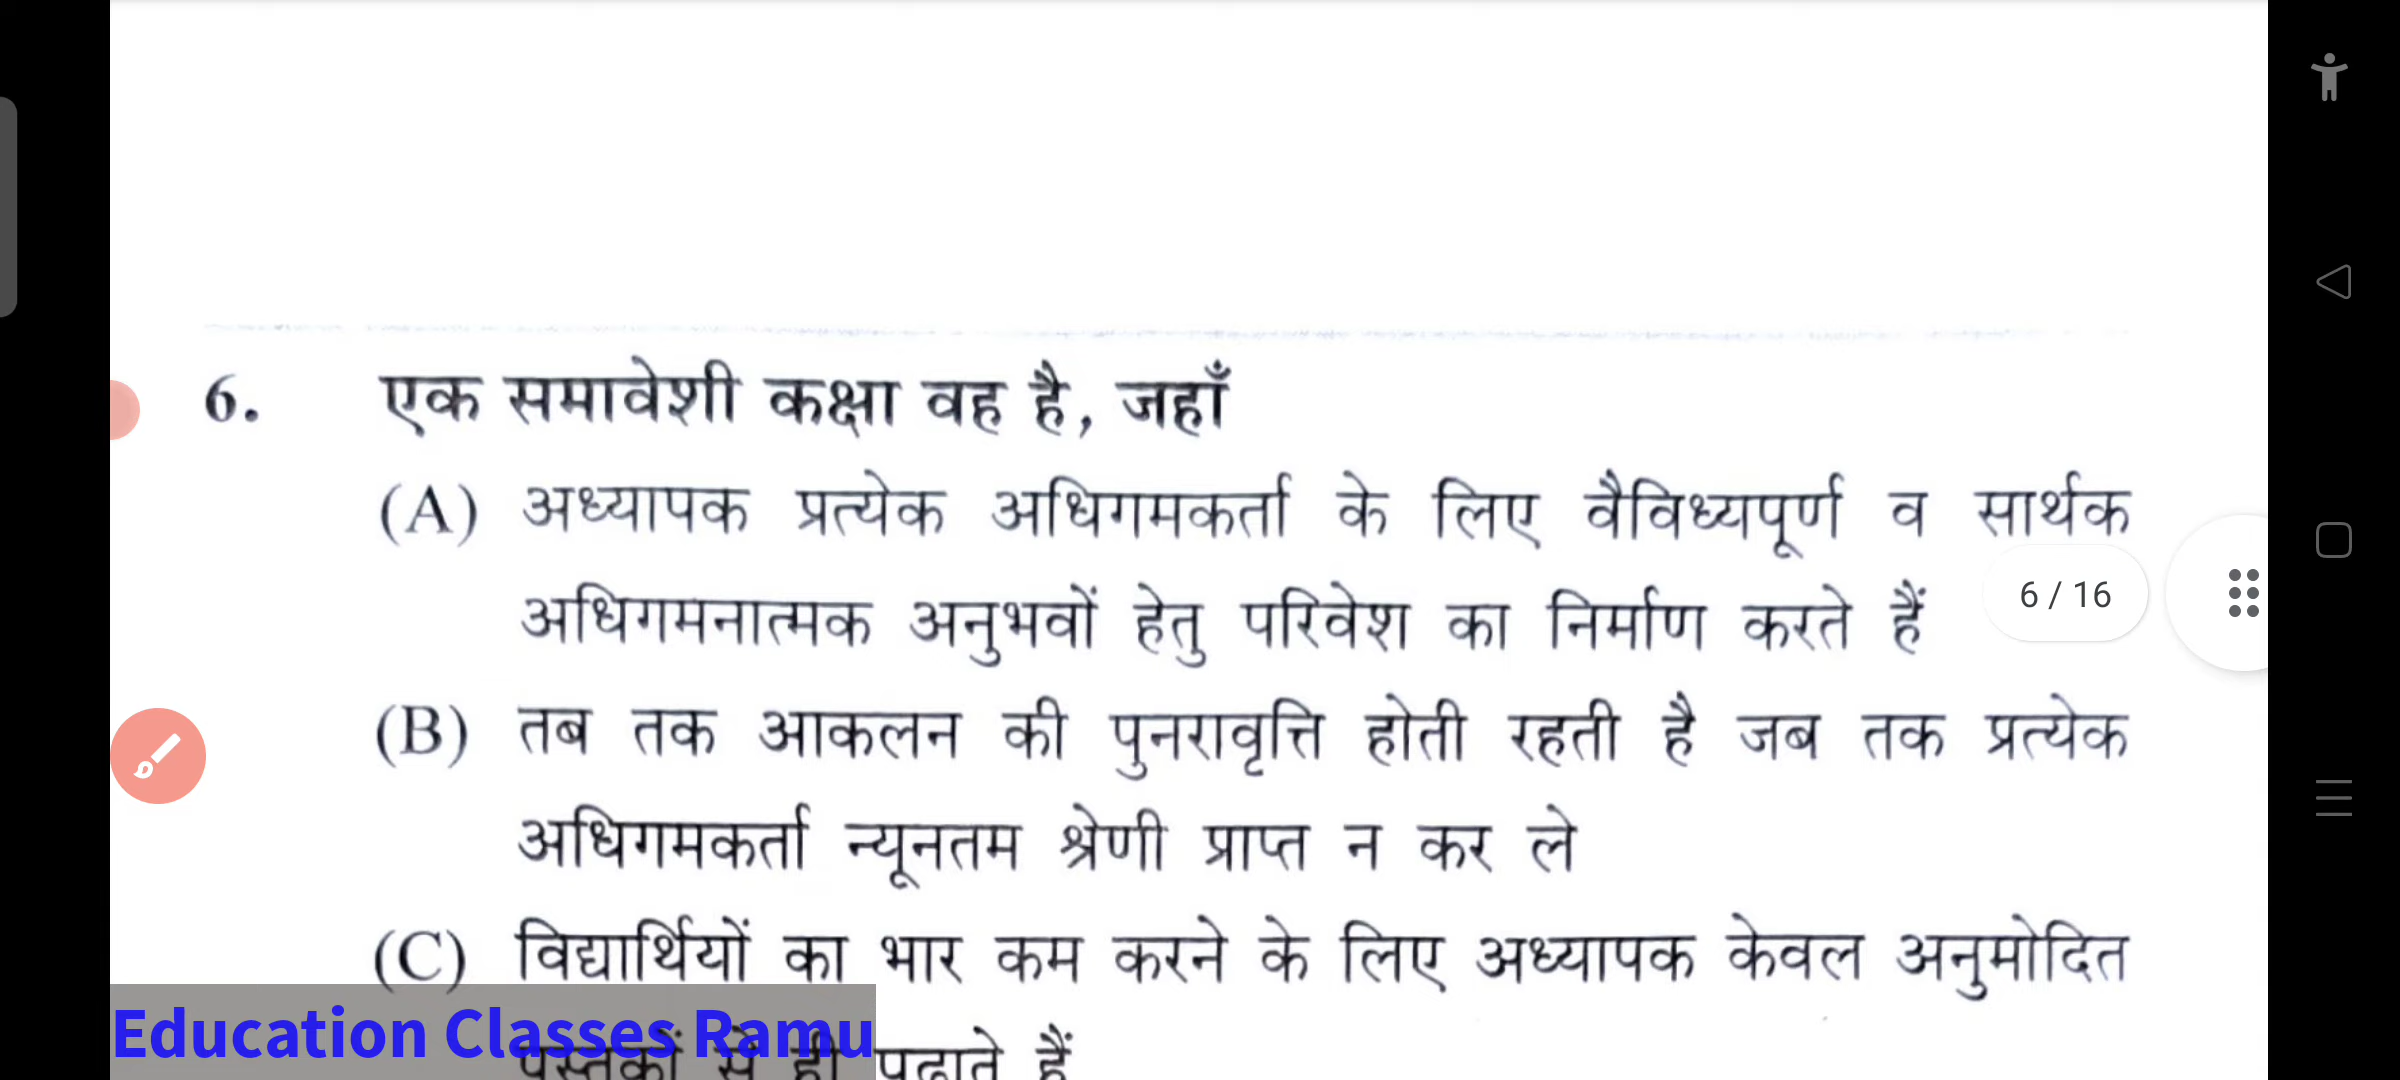 6. एक समावेशी कक्षा वह है, जहाँ
(A) अध्यापक प्रत्येक अधिगमकर्ता के लिए वैविध्यपूर्ण व सार्थक
अधिगमनात्मक अनुभवों हेतु परिवेश का निर्माण करते हैं
6 / 16
(B) तब तक आकलन की पुनरावृत्ति होती रहती है जब तक प्रत्येक
अधिगमकर्ता न्यूनतम श्रेणी प्राप्त न कर ले
(C) विद्यार्थियों का भार कम करने के लिए अध्यापक केवल अनुमोदित
पुस्तकों से ही पढ़ाते हैं
Education Classes Ramu